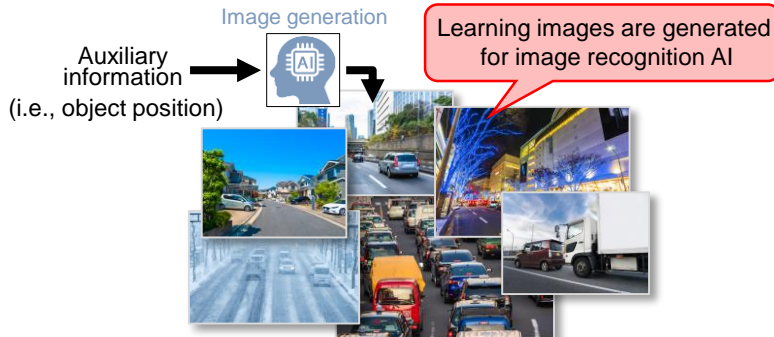 Image generation
AI
Auxiliary
information
(i.e., object position)
Learning images are generated
for image recognition AI